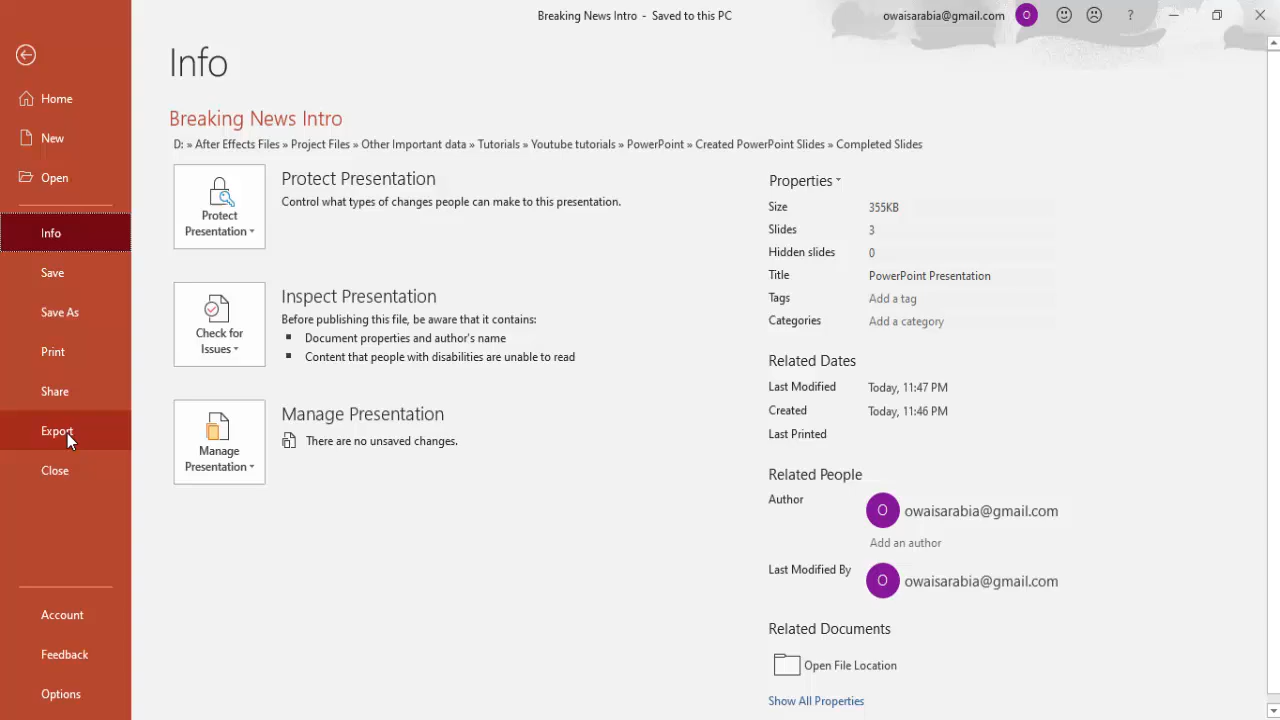 Breaking News Intro - Saved to this PC
owaisarabia@gmail.com
O
?
Home
New
Open
Info
Save
Save As
Print
Share
Export
Close
Account
Feedback
Options
Info
Breaking News Intro
D: » After Effects Files » Project Files » Other Important data » Tutorials » Youtube tutorials » PowerPoint » Created PowerPoint Slides » Completed Slides
Protect
Presentation
Protect Presentation
Control what types of changes people can make to this presentation.
Check for
Issues
Inspect Presentation
Before publishing this file, be aware that it contains:
Document properties and author's name
Content that people with disabilities are unable to read
Manage
Presentation
Manage Presentation
There are no unsaved changes.
Properties
Size 355KB
Slides 3
Hidden slides 0
Title PowerPoint Presentation
Tags Add a tag
Categories Add a category
Related Dates
Last Modified Today, 11:47 PM
Created Today, 11:46 PM
Last Printed
Related People
Author
O owaisarabia@gmail.com
Add an author
Last Modified By
O owaisarabia@gmail.com
Related Documents
Open File Location
Show All Properties